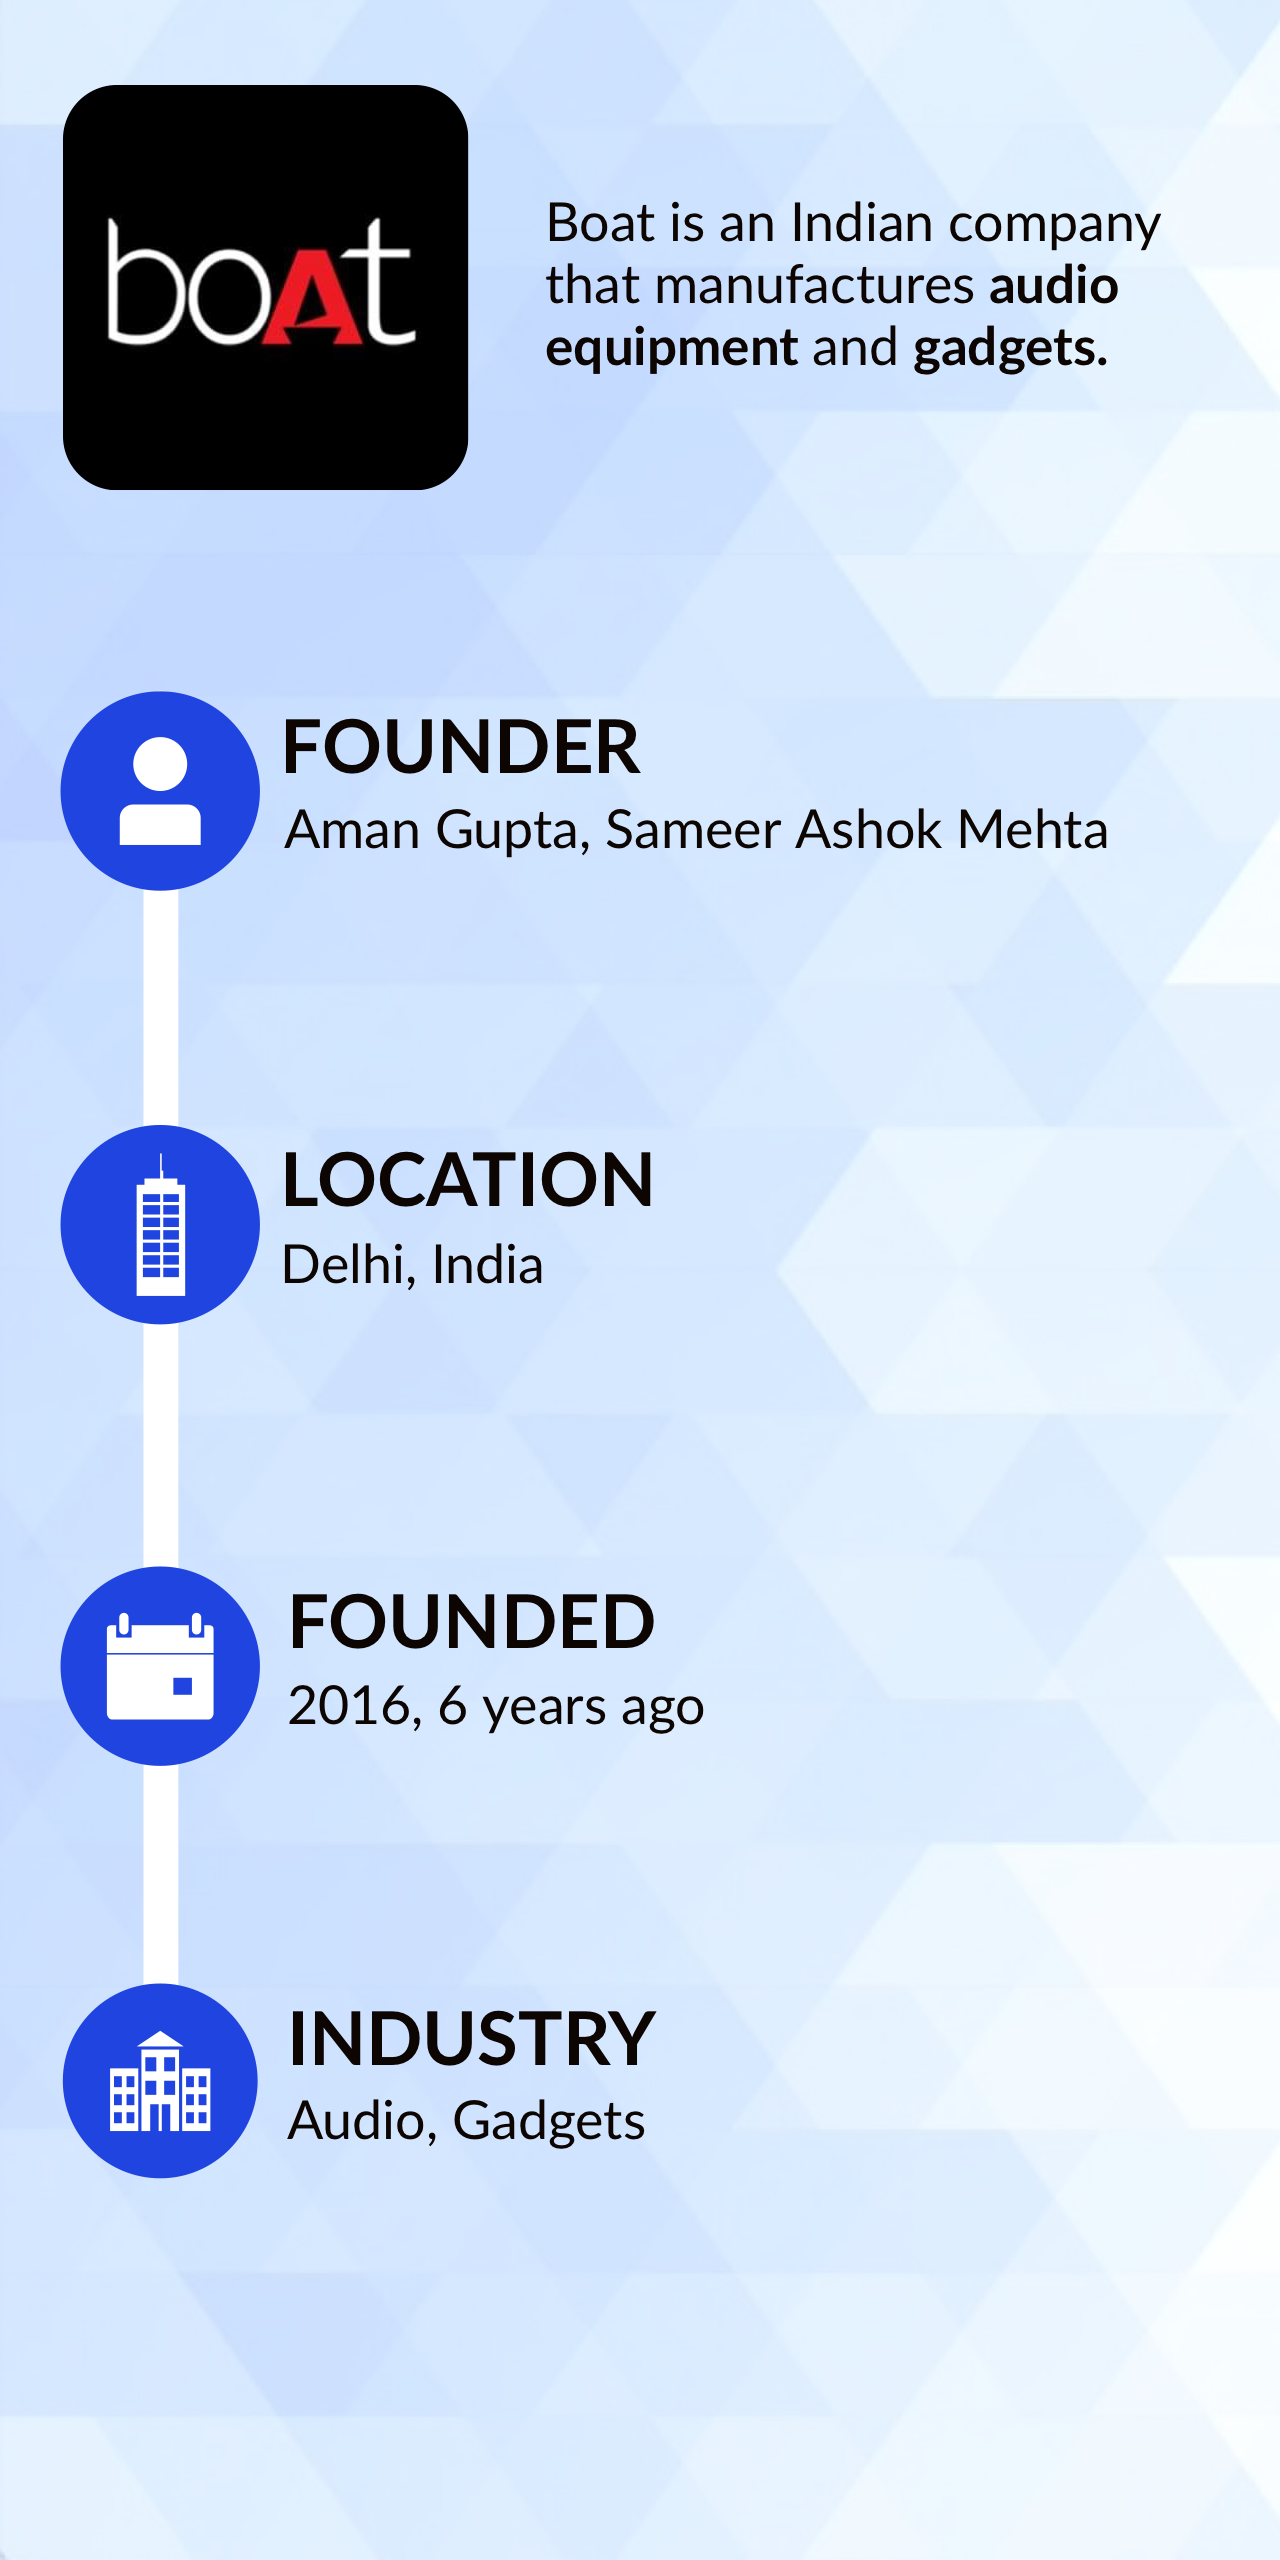 boAt
Boat is an Indian company
that manufactures audio
equipment and gadgets.
FOUNDER
Aman Gupta, Sameer Ashok Mehta
LOCATION
Delhi, India
FOUNDED
2016, 6 years ago
INDUSTRY
Audio, Gadgets